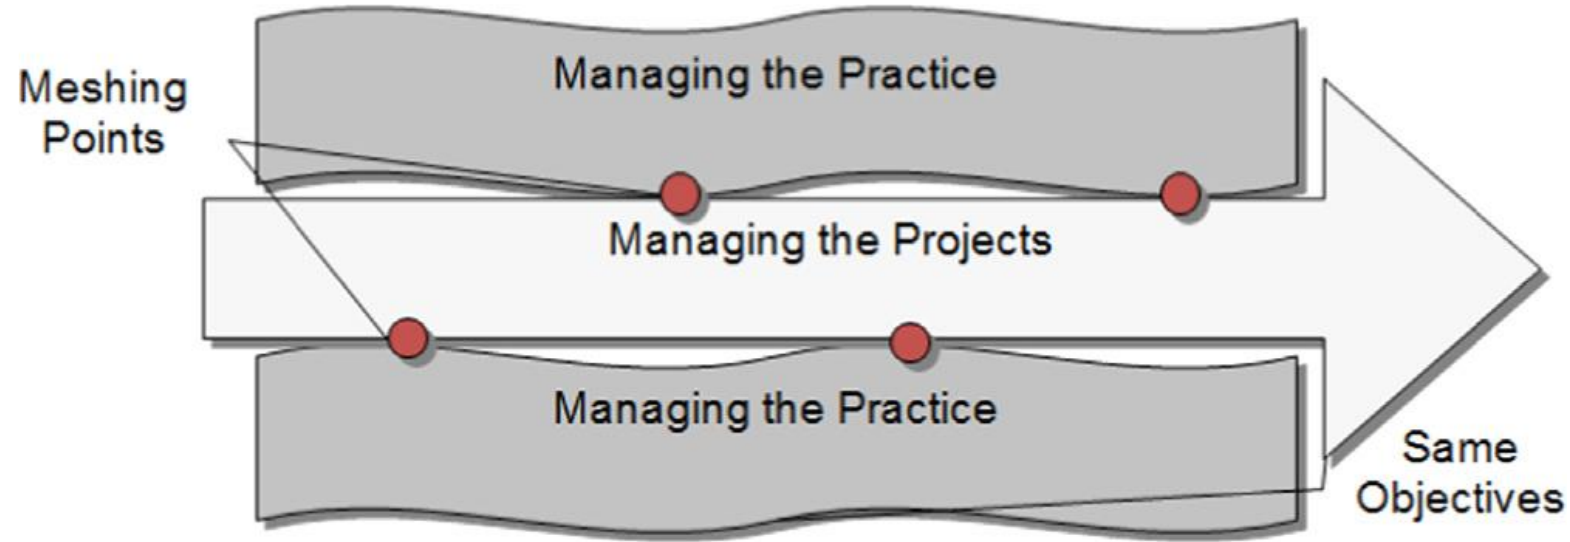 Managing the Practice
Meshing
Points
Managing the Projects
Managing the Practice
Same
Objectives